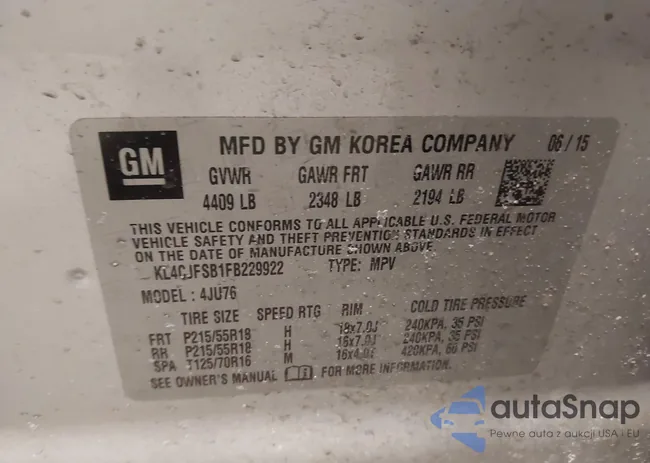 GM
MFD BY GM KOREA COMPANY 06/15
GVWR GAWR FRT GAWR RR
4409 LB 2348 LB 2194 LB
THIS VEHICLE CONFORMS TO ALL APPLICABLE U.S. FEDERAL MOTOR
VEHICLE SAFETY AND THEFT PREVENTION STANDARDS IN EFFECT
ON THE DATE OF MANUFACTURE SHOWN ABOVE.
KL4CJFSB1FB229922 TYPE: MPV
MODEL: 4JU76
TIRE SIZE SPEED RTG RIM COLD TIRE PRESSURE
FRT P215/55R18 H 18x7.0J 240KPA, 35 PSI
RR P215/55R18 H 240KPA, 35 PSI
SPA T125/70R16 M 16x4.0T 420KPA, 60 PSI
SEE OWNER'S MANUAL FOR MORE INFORMATION.
autaSnap
Pewne auta z aukcji USA i EU